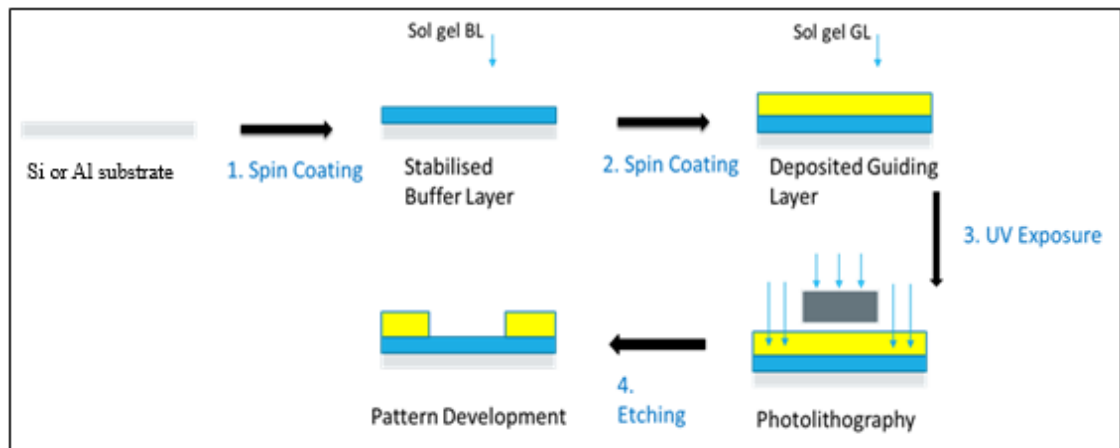 Sol gel BL
Sol gel GL
Si or Al substrate
1. Spin Coating
Stabilised
Buffer Layer
2. Spin Coating
Deposited Guiding
Layer
3. UV Exposure
Pattern Development
4.
Etching
Photolithography